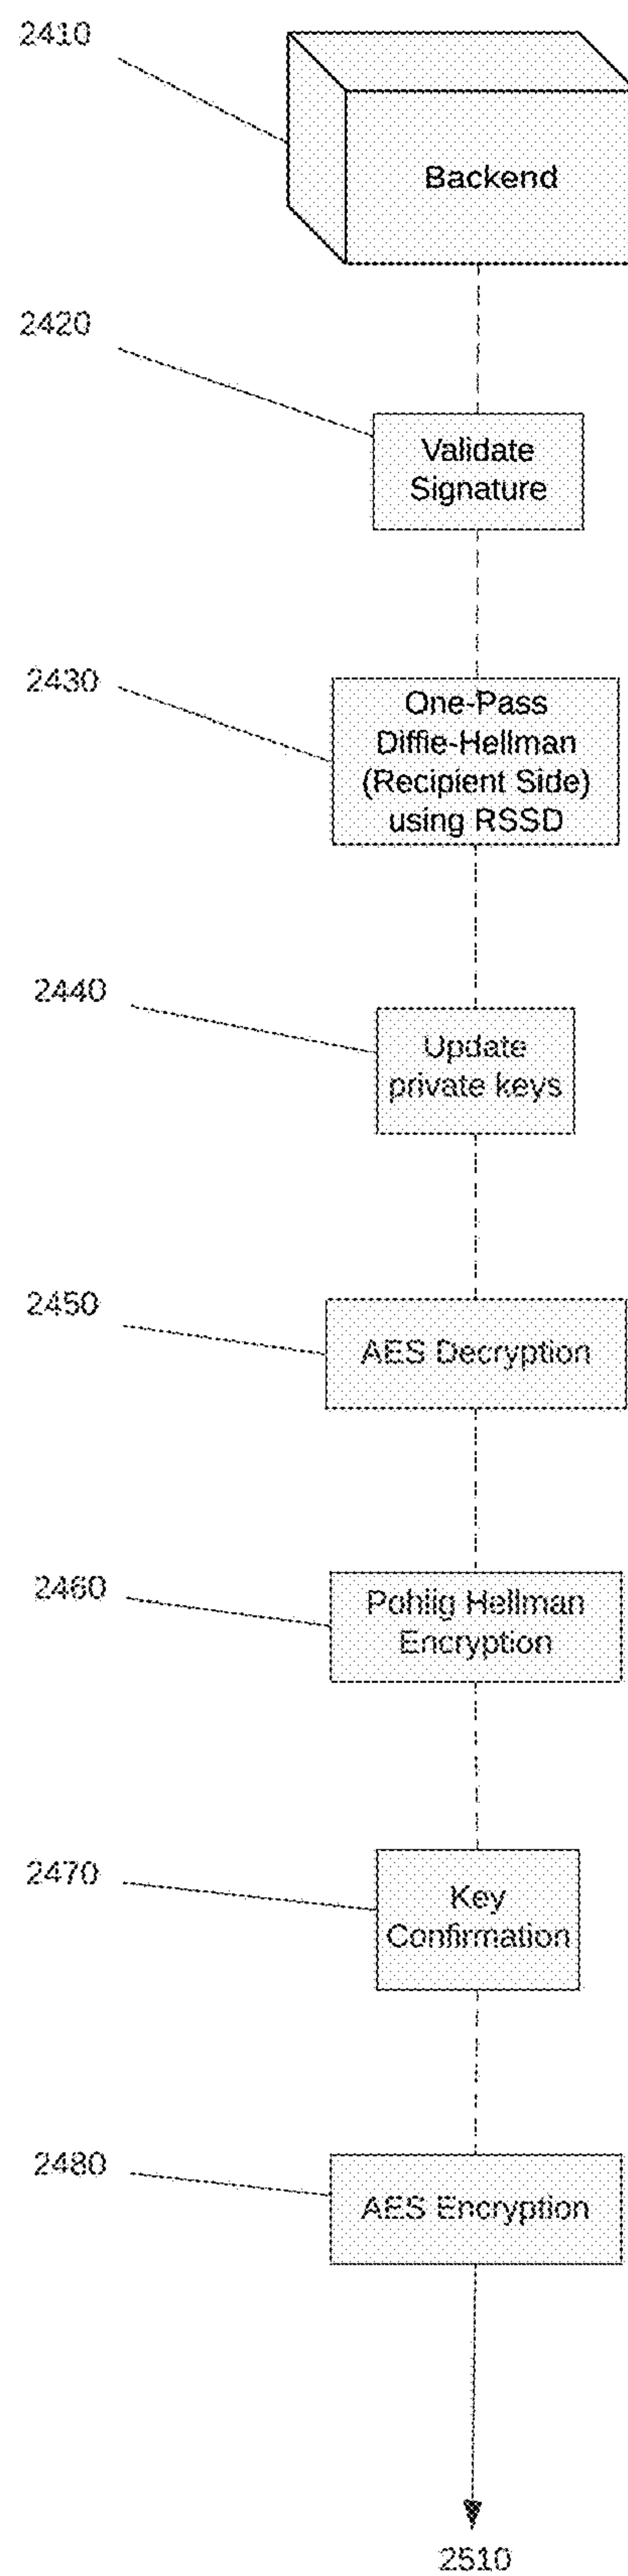 2410
Backend
2420
Validate
Signature
2430
One-Pass
Diffie-Hellman
(Recipient Side)
using RSSD
2440
Update
private keys
2450
AES Decryption
2460
Pohlig Hellman
Encryption
2470
Key
Confirmation
2480
AES Encryption
2510